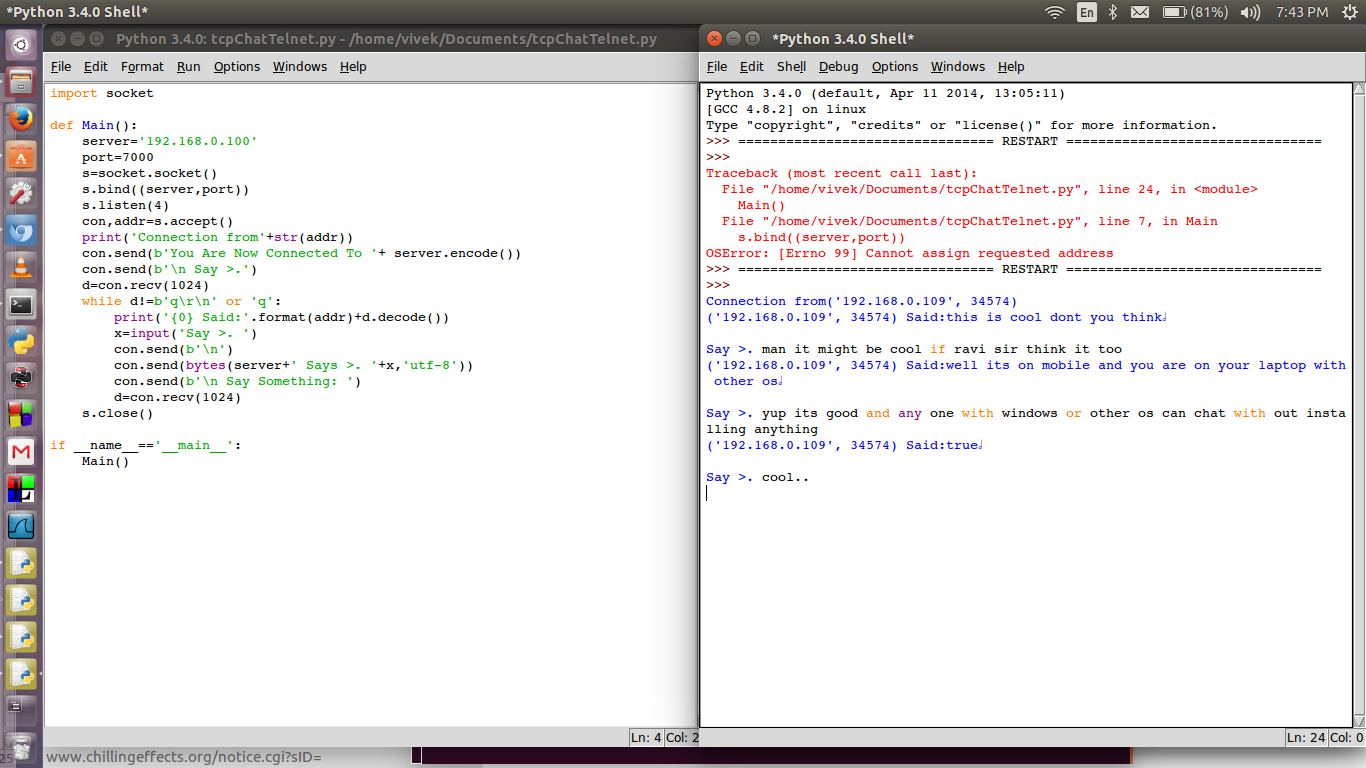 *Python 3.4.0 Shell*
En
(81%)
7:43 PM
Python 3.4.0: tcpChatTelnet.py - /home/vivek/Documents/tcpChatTelnet.py
File Edit Format Run Options Windows Help
import socket
def Main():
    server='192.168.0.100'
    port=7000
    s=socket.socket()
    s.bind((server,port))
    s.listen(4)
    con,addr=s.accept()
    print('Connection from'+str(addr))
    con.send(b'You Are Now Connected To '+ server.encode())
    con.send(b'\n Say >.')
    d=con.recv(1024)
    while d!=b'q\r\n' or 'q':
        print('{0} Said:'.format(addr)+d.decode())
        x=input('Say >. ')
        con.send(b'\n')
        con.send(bytes(server+' Says >. '+x,'utf-8'))
        con.send(b'\n Say Something: ')
        d=con.recv(1024)
    s.close()
if __name__=='__main__':
    Main()
Ln: 4 Col: 2
*Python 3.4.0 Shell*
File Edit Shell Debug Options Windows Help
Python 3.4.0 (default, Apr 11 2014, 13:05:11)
[GCC 4.8.2] on linux
Type "copyright", "credits" or "license()" for more information.
>>> ================================ RESTART ================================
>>>
Traceback (most recent call last):
  File "/home/vivek/Documents/tcpChatTelnet.py", line 24, in <module>
    Main()
  File "/home/vivek/Documents/tcpChatTelnet.py", line 7, in Main
    s.bind((server,port))
OSError: [Errno 99] Cannot assign requested address
>>> ================================ RESTART ================================
>>>
Connection from('192.168.0.109', 34574)
('192.168.0.109', 34574) Said:this is cool dont you think
Say >. man it might be cool if ravi sir think it too
('192.168.0.109', 34574) Said:well its on mobile and you are on your laptop with
 other os
Say >. yup its good and any one with windows or other os can chat with out insta
lling anything
('192.168.0.109', 34574) Said:true
Say >. cool..
Ln: 24 Col: 0
25
www.chillingeffects.org/notice.cgi?sID=